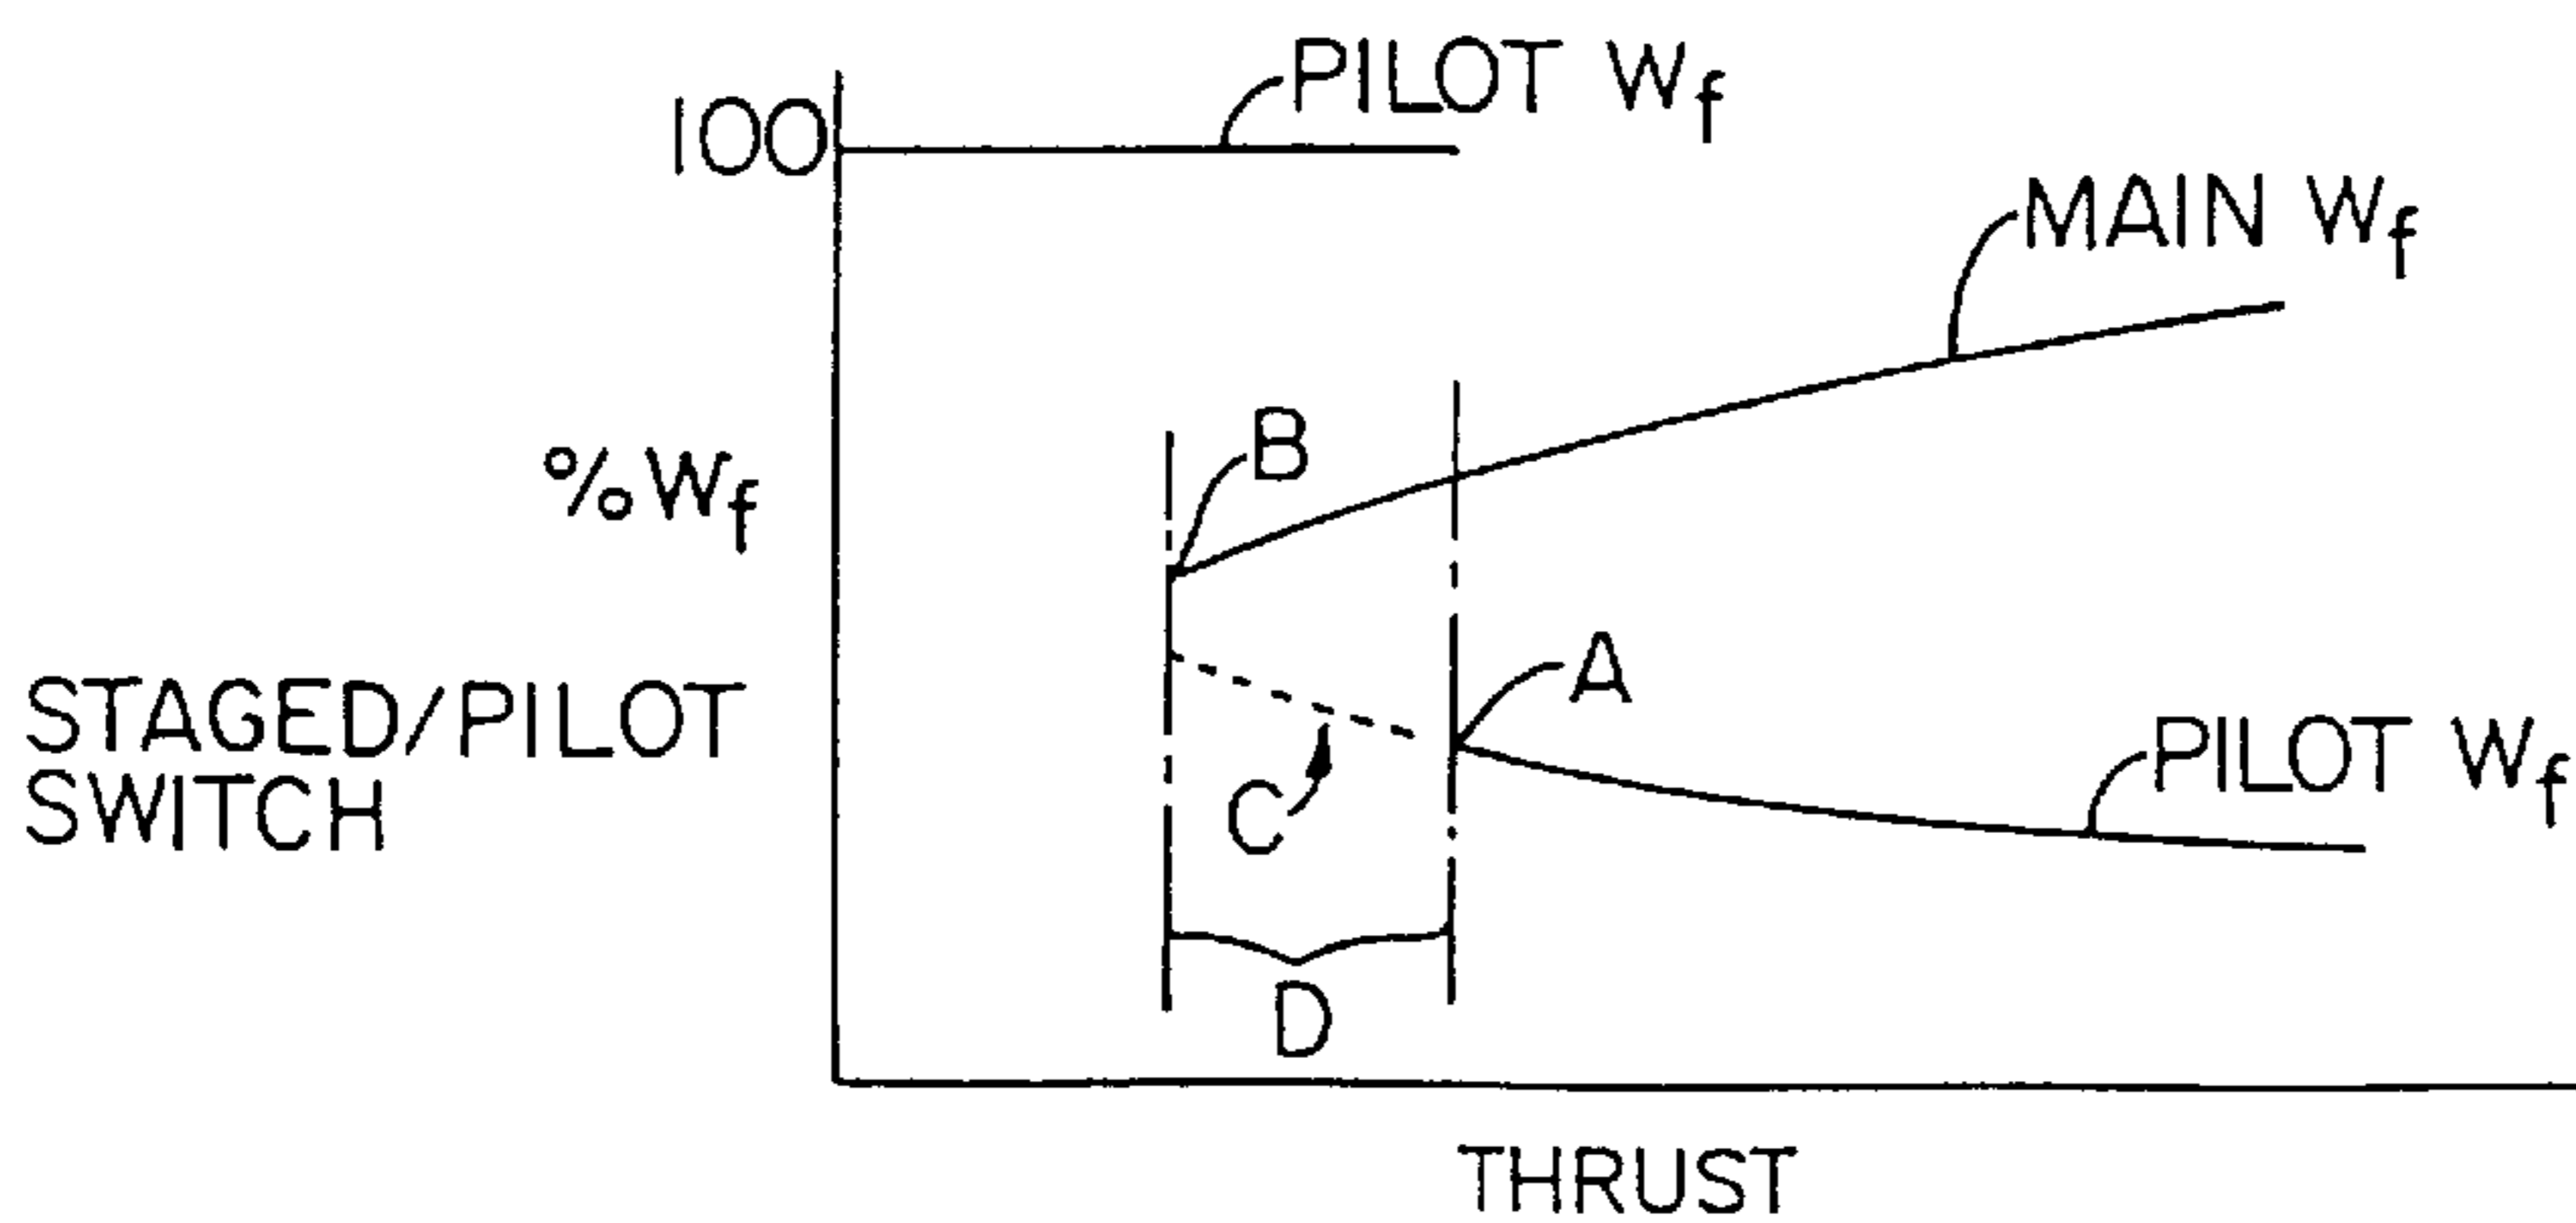 PILOT Wf
100
MAIN Wf
B
%Wf
A
STAGED/PILOT
SWITCH
PILOT Wf
C
D
THRUST